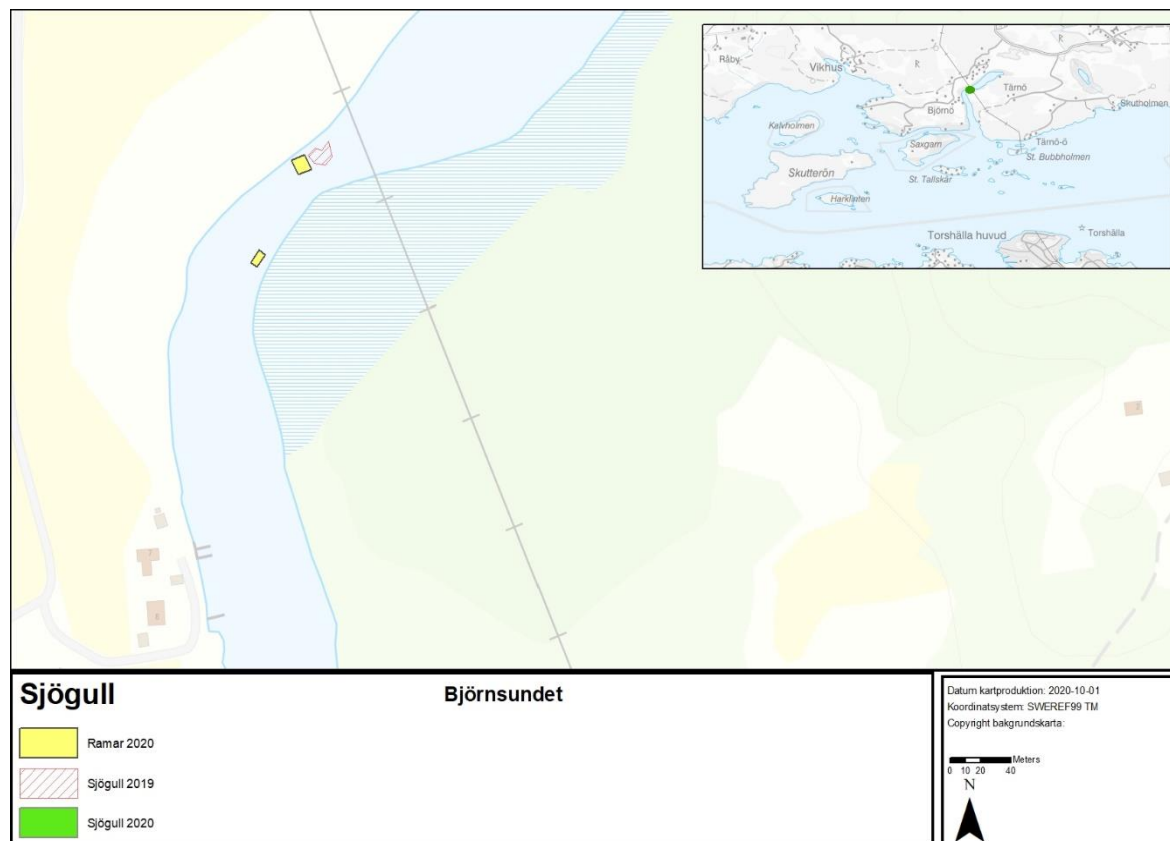 Råby
Vikhus
R
R
Tärnö
Skutholmen
Björnö
Kalvholmen
Saxgarn
Tärnö-ö
St. Bubbholmen
Skutterön
St. Tallskär
Harkhäten
Torshälla huvud
Torshälla
Sjögull
Björnsundet
Ramar 2020
Sjögull 2019
Sjögull 2020
Datum kartproduktion: 2020-10-01
Koordinatsystem: SWEREF99 TM
Copyright bakgrundskarta:
Meters
0 10 20 40
N